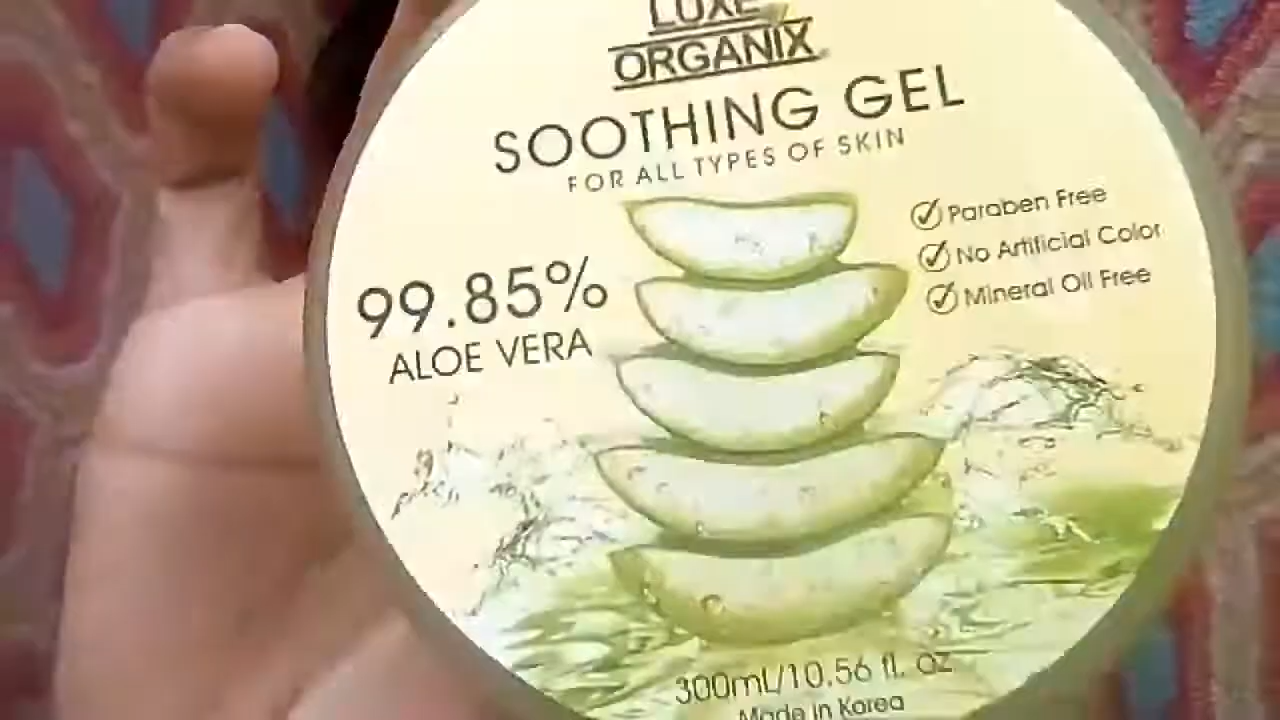 LUXE
ORGANIX
SOOTHING GEL
FOR ALL TYPES OF SKIN
Paraben Free
No Artificial Color
Mineral Oil Free
99.85%
ALOE VERA
300mL/10.56 fl. oz
Made in Korea